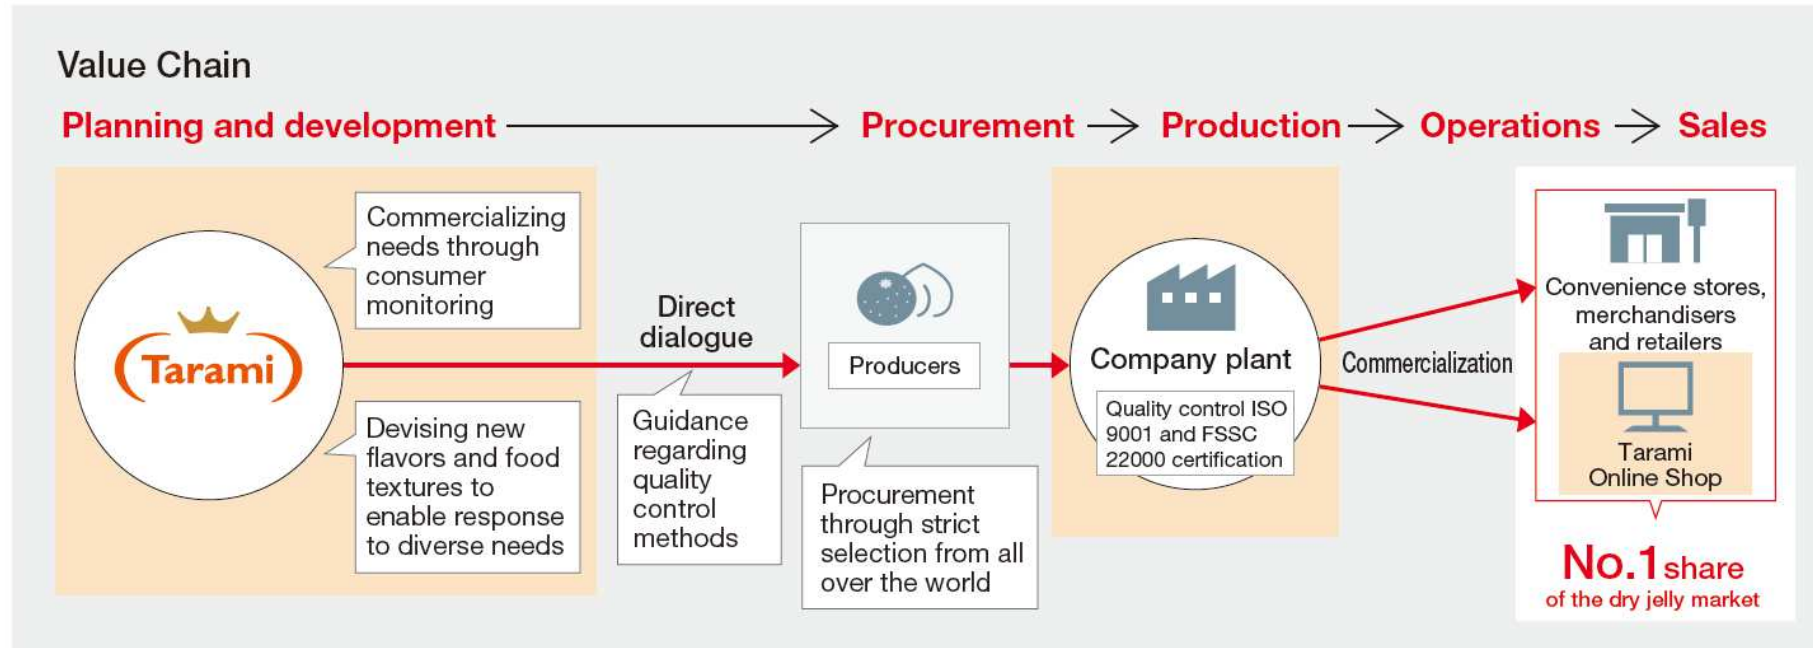 Value Chain
Planning and development
Procurement
Production
Operations
Sales
Commercializing
needs through
consumer
monitoring
Tarami
Devising new
flavors and food
textures to
enable response
to diverse needs
Direct
dialogue
Guidance
regarding
quality
control
methods
Producers
Procurement
through strict
selection from all
over the world
Company plant
Quality control ISO
9001 and FSSC
22000 certification
Commercialization
Convenience stores,
merchandisers
and retailers
Tarami
Online Shop
No.1 share
of the dry jelly market